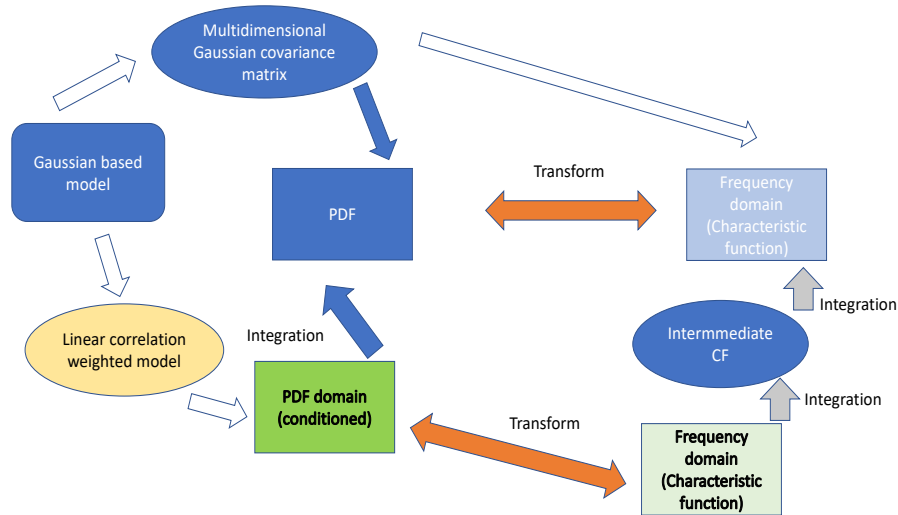 Multidimensional
Gaussian covariance
matrix
Gaussian based
model
PDF
Transform
Frequency
domain
(Characteristic
function)
Integration
Linear correlation
weighted model
Integration
Intermmediate
CF
Integration
PDF domain
(conditioned)
Transform
Frequency
domain
(Characteristic
function)